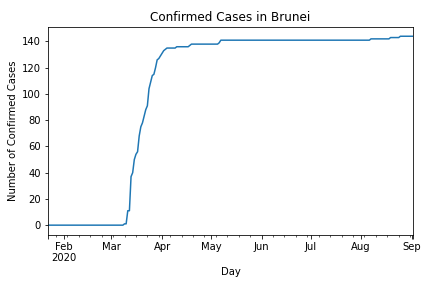 Confirmed Cases in Brunei
Number of Confirmed Cases
140
120
100
80
60
40
20
0
Feb Mar Apr May Jun Jul Aug Sep
2020
Day